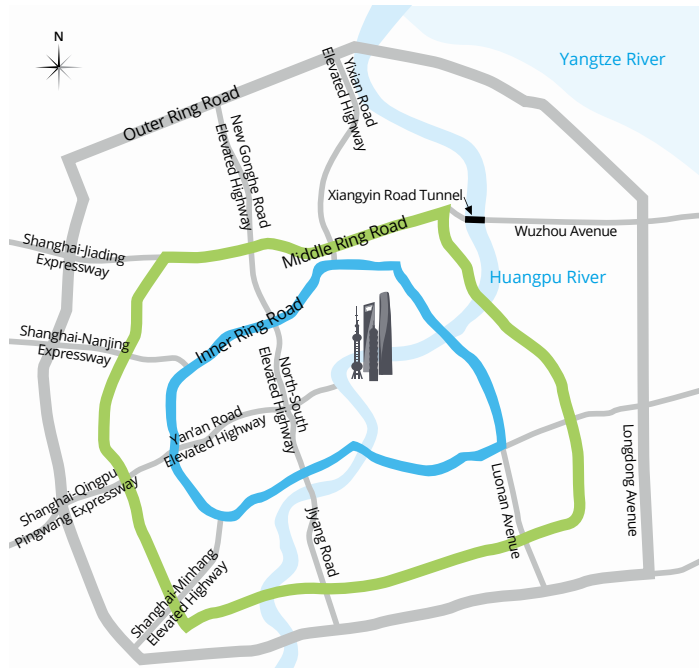 N
Yangtze River
Outer Ring Road
Yixian Road
Elevated Highway
New Gonghe Road
Elevated Highway
Xiangyin Road Tunnel
Wuzhou Avenue
Middle Ring Road
Shanghai-Jiading
Expressway
Huangpu River
Shanghai-Nanjing
Expressway
Inner Ring Road
North-South
Elevated Highway
Yan'an Road
Elevated Highway
Shanghai-Qingpu
Pingwang Expressway
Longdong Avenue
Luonan Avenue
Jiyang Road
Shanghai-Minhang
Elevated Highway